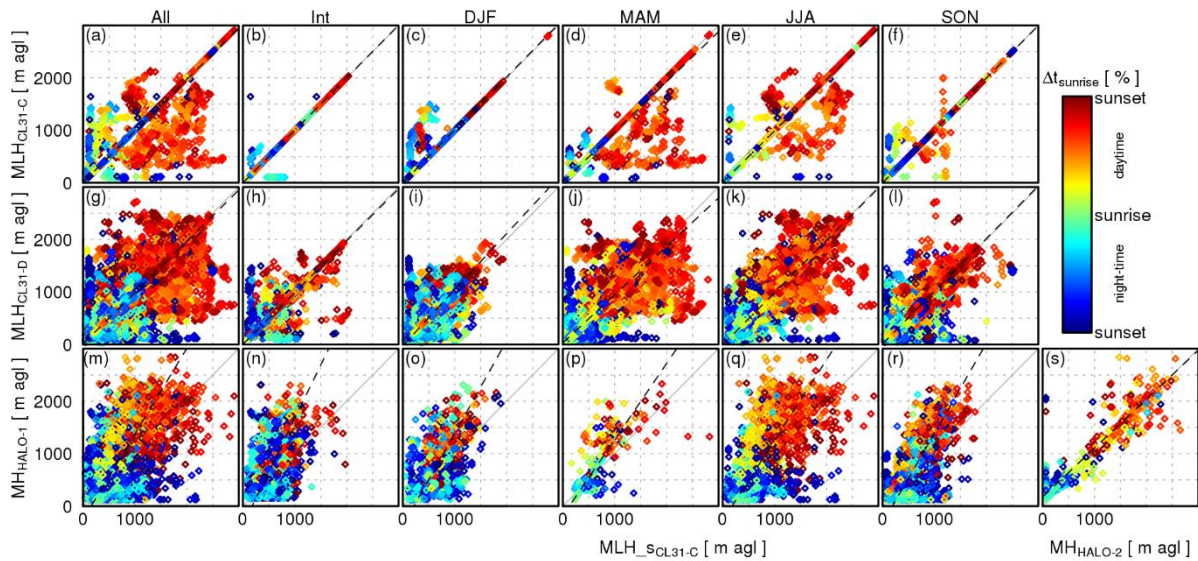 All Int DJF MAM JJA SON
(a) (b) (c) (d) (e) (f)
MLH_CL31-C [ m agl ]
2000
1000
0
Δt_sunrise [ % ]
sunset
daytime
sunrise
night-time
sunset
(g) (h) (i) (j) (k) (l)
MLH_CL31-D [ m agl ]
2000
1000
0
(m) (n) (o) (p) (q) (r) (s)
MH_HALO-1 [ m agl ]
2000
1000
0
0 1000 0 1000 0 1000 0 1000 0 1000 0 1000 0 1000
MLH_s_CL31-C [ m agl ] MH_HALO-2 [ m agl ]